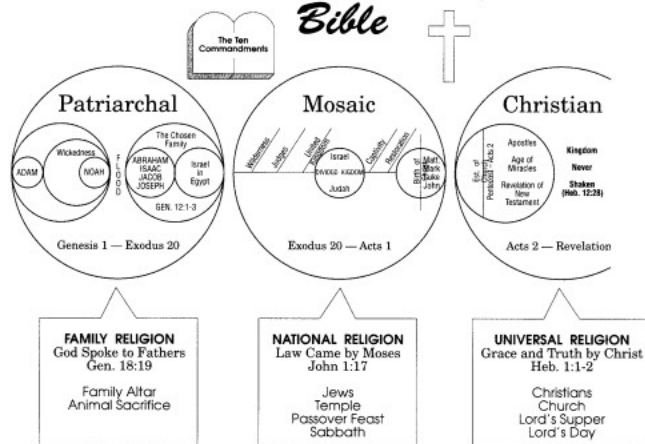 Bible
The Ten
Commandments
Patriarchal
Wickedness
ADAM
NOAH
FLOOD
The Chosen
Family
ABRAHAM
ISAAC
JACOB
JOSEPH
Israel
in
Egypt
GEN. 12:1-3
Genesis 1 — Exodus 20
Mosaic
Wilderness
Judges
United
Kingdom
Captivity
Restoration
Israel
DIVIDED KINGDOM
Judah
Birth of
Matt.
Mark
Luke
John
Exodus 20 — Acts 1
Christian
Est. of
Church
Pentecost Acts 2
Apostles
Age of
Miracles
Revelation of
New
Testament
Kingdom
Never
Shaken
(Heb. 12:28)
Acts 2 — Revelation
FAMILY RELIGION
God Spoke to Fathers
Gen. 18:19
Family Altar
Animal Sacrifice
NATIONAL RELIGION
Law Came by Moses
John 1:17
Jews
Temple
Passover Feast
Sabbath
UNIVERSAL RELIGION
Grace and Truth by Christ
Heb. 1:1-2
Christians
Church
Lord's Supper
Lord's Day